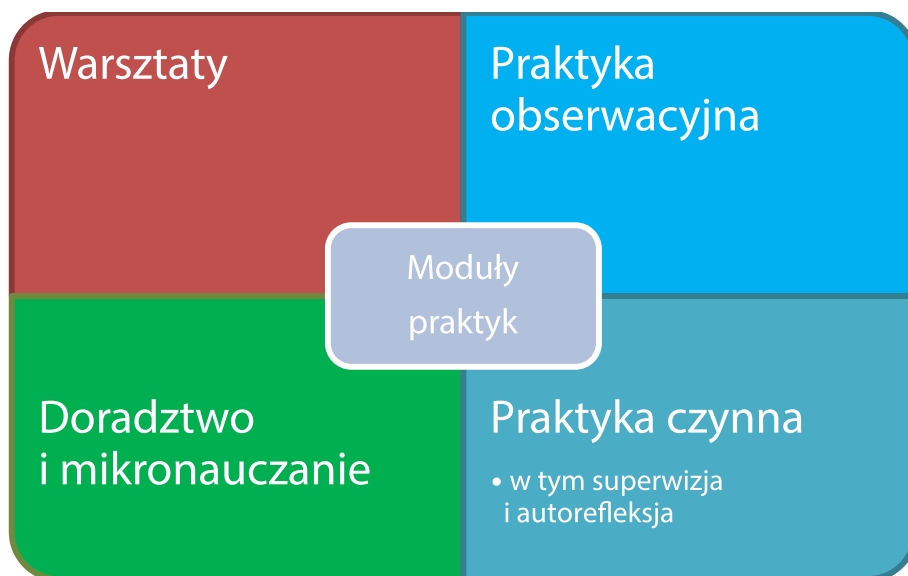 Warsztaty
Praktyka
obserwacyjna
Moduły
praktyk
Doradztwo
i mikronauczanie
Praktyka czynna
• w tym superwizja
i autorefleksja